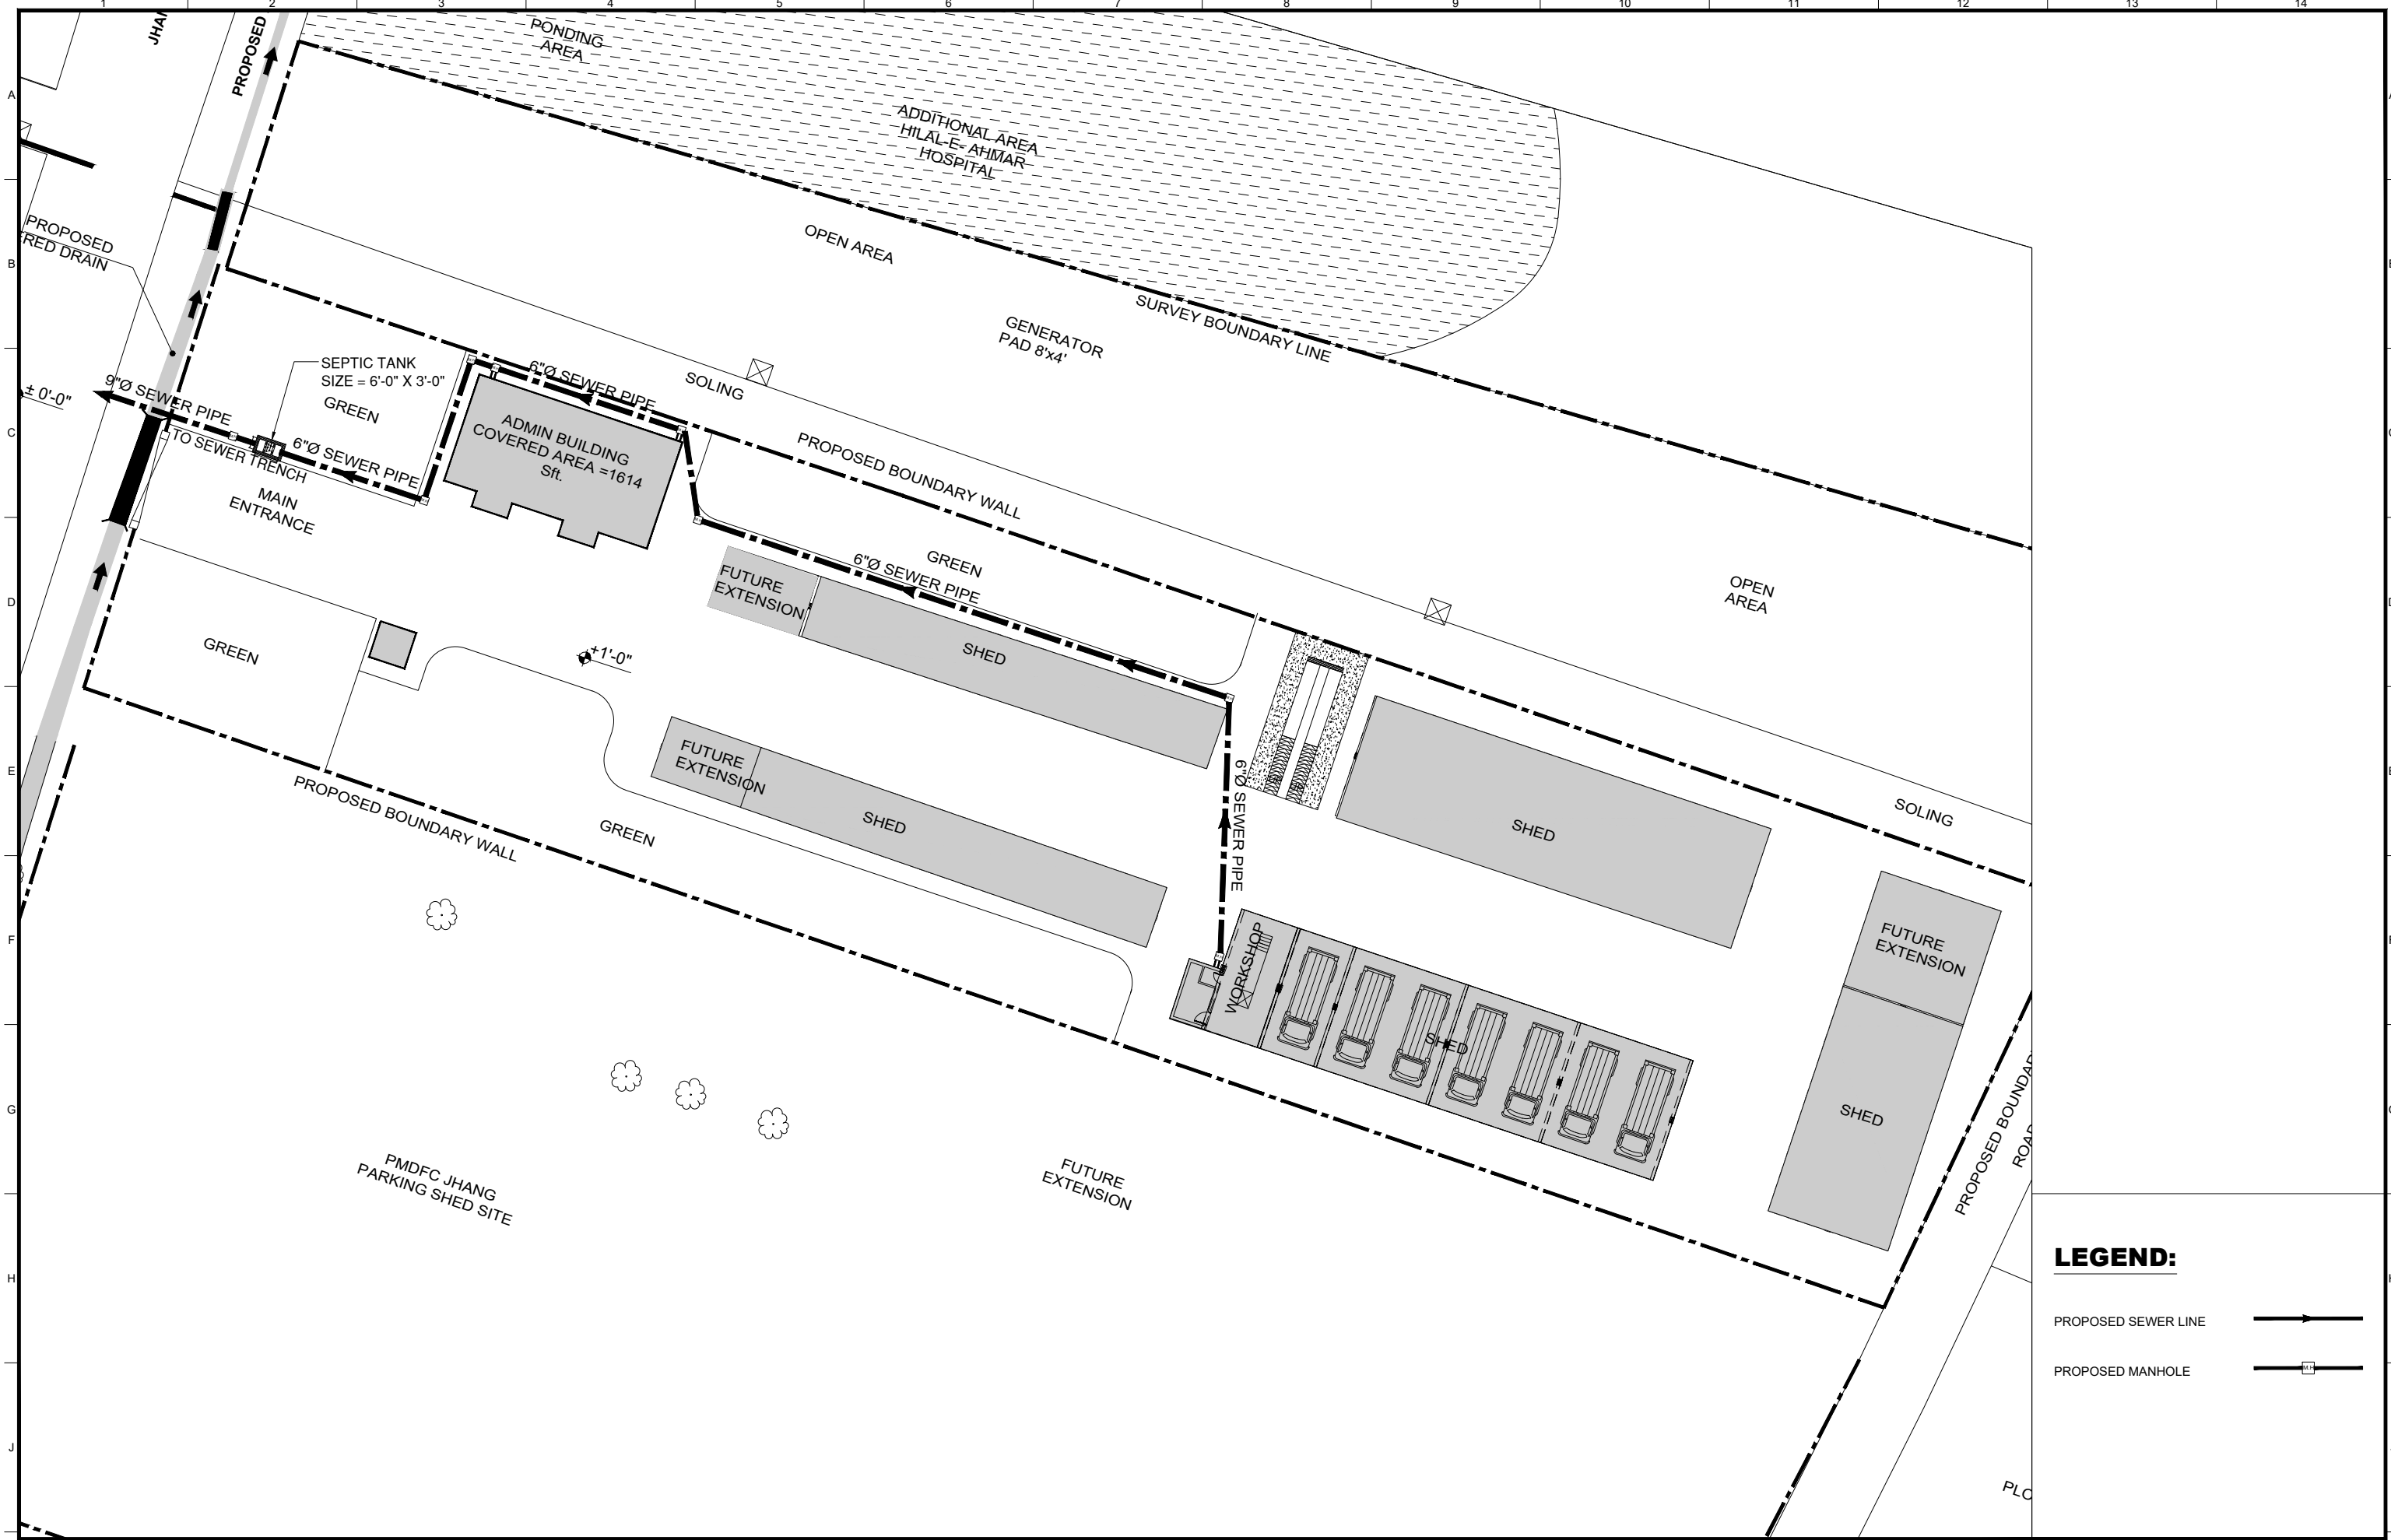 1 2 3 4 5 6 7 8 9 10 11 12 13 14
A
B
C
D
E
F
G
H
J
PROPOSED
PONDING
AREA
ADDITIONAL AREA
HILAL-E- AHMAR
HOSPITAL
PROPOSED
DRAIN
OPEN AREA
SURVEY BOUNDARY LINE
GENERATOR
PAD 8'x4'
SEPTIC TANK
SIZE = 6'-0" X 3'-0"
± 0'-0"
9"Ø SEWER PIPE
GREEN
6"Ø SEWER PIPE
SOLING
ADMIN BUILDING
COVERED AREA =1614
Sft.
TO SEWER TRENCH
6"Ø SEWER PIPE
MAIN
ENTRANCE
PROPOSED BOUNDARY WALL
GREEN
6"Ø SEWER PIPE
FUTURE
EXTENSION
OPEN
AREA
GREEN
+1'-0"
SHED
FUTURE
EXTENSION
6"Ø SEWER PIPE
PROPOSED BOUNDARY WALL
GREEN
SHED
SHED
SOLING
WORKSHOP
FUTURE
EXTENSION
SHED
SHED
PROPOSED
PMDFC JHANG
PARKING SHED SITE
FUTURE
EXTENSION
LEGEND:
PROPOSED SEWER LINE
PROPOSED MANHOLE